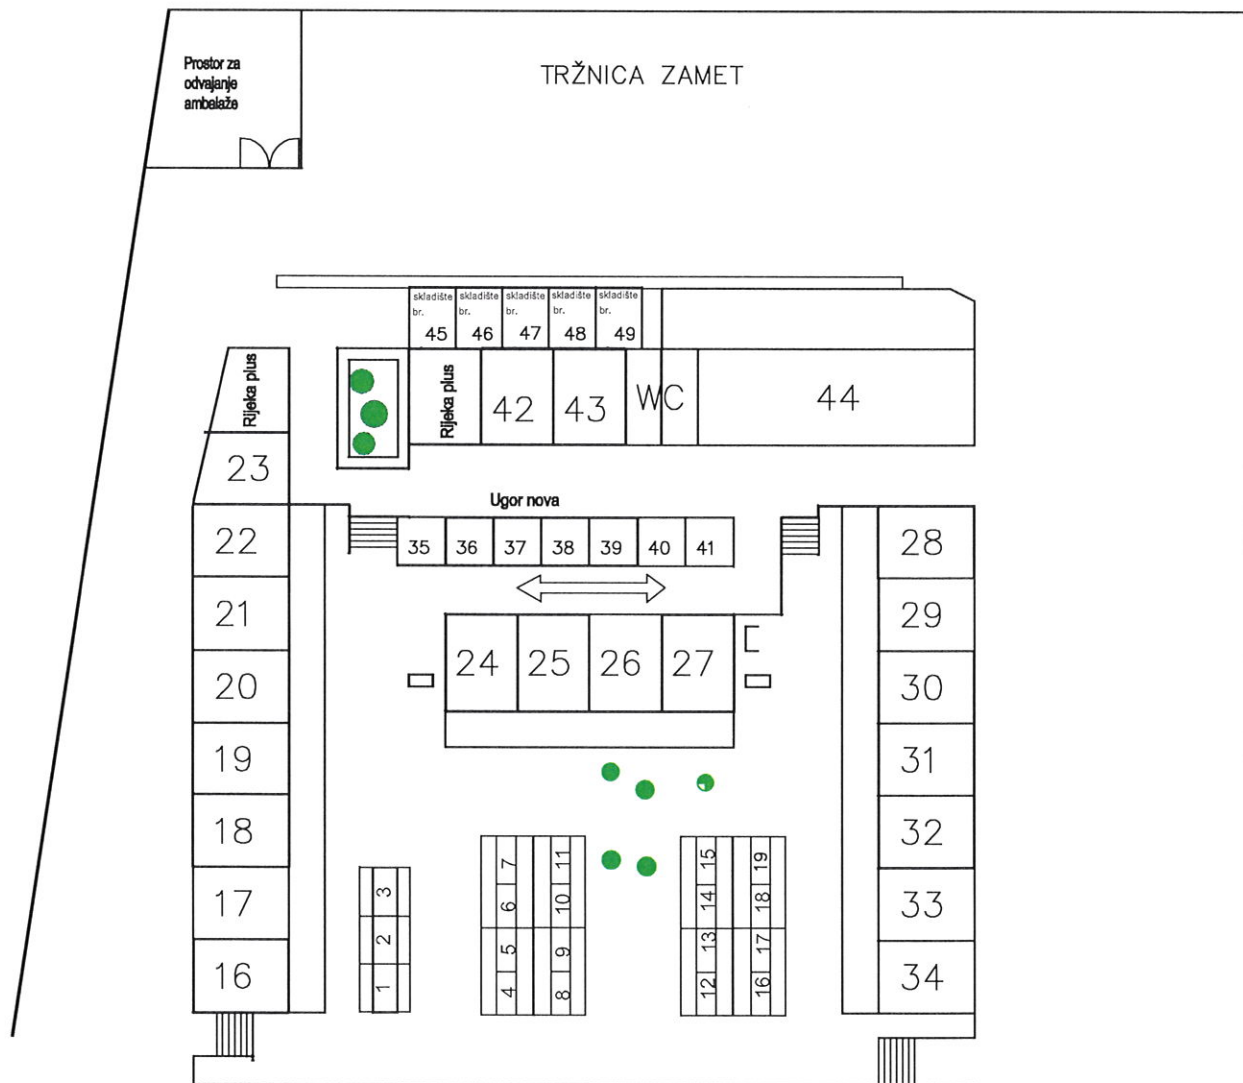 Prostor za
odvajanje
ambalaže
TRŽNICA ZAMET
skladište
br.
45
skladište
br.
46
skladište
br.
47
skladište
br.
48
skladište
br.
49
Rijeka plus
Rijeka plus
42
43
WC
44
23
Ugor nova
22
35
36
37
38
39
40
41
28
21
29
24
25
26
27
20
30
19
31
18
32
17
33
16
34
3
2
1
7
6
5
4
11
10
9
8
15
14
13
12
19
18
17
16